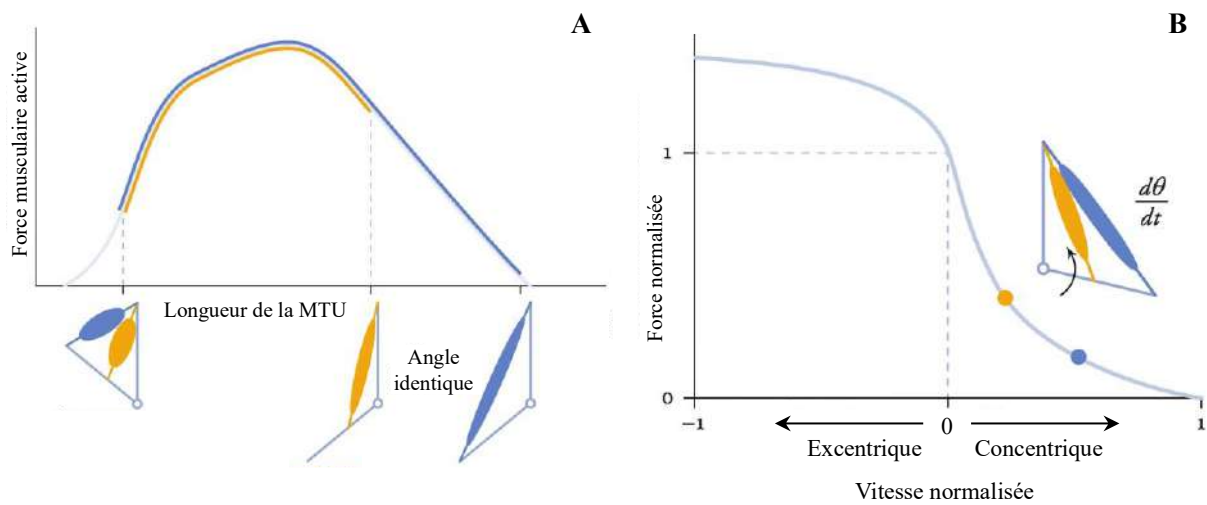 A
Force musculaire active
Longueur de la MTU
Angle
identique
B
Force normalisée
1
0
dθ
dt
−1
0
1
Excentrique
Concentrique
Vitesse normalisée